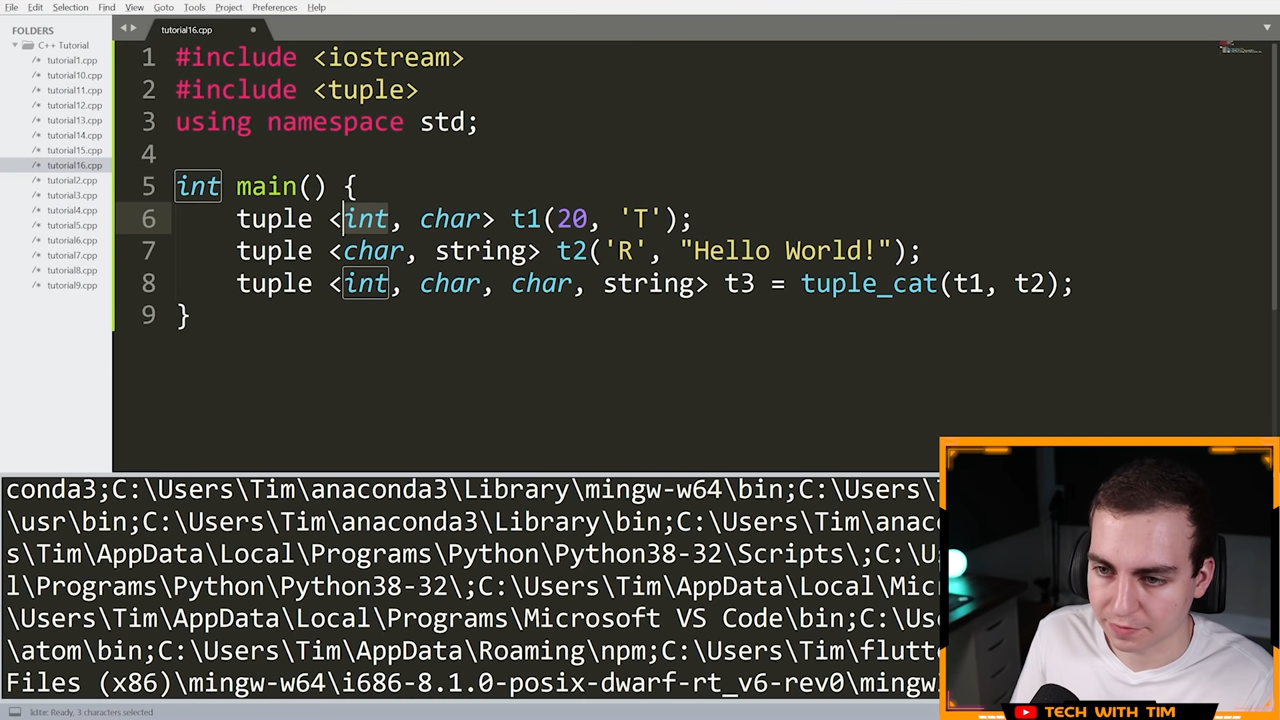 File Edit Selection Find View Goto Tools Project Preferences Help
FOLDERS
C++ Tutorial
tutorial1.cpp
tutorial10.cpp
tutorial11.cpp
tutorial12.cpp
tutorial13.cpp
tutorial14.cpp
tutorial15.cpp
tutorial16.cpp
tutorial2.cpp
tutorial3.cpp
tutorial4.cpp
tutorial5.cpp
tutorial6.cpp
tutorial7.cpp
tutorial8.cpp
tutorial9.cpp
tutorial16.cpp
1 #include <iostream>
2 #include <tuple>
3 using namespace std;
4
5 int main() {
6 tuple <int, char> t1(20, 'T');
7 tuple <char, string> t2('R', "Hello World!");
8 tuple <int, char, char, string> t3 = tuple_cat(t1, t2);
9 }
conda3;C:\Users\Tim\anaconda3\Library\mingw-w64\bin;C:\Users\
\usr\bin;C:\Users\Tim\anaconda3\Library\bin;C:\Users\Tim\anac
s\Tim\AppData\Local\Programs\Python\Python38-32\Scripts\;C:\U
l\Programs\Python\Python38-32\;C:\Users\Tim\AppData\Local\Mic
\Users\Tim\AppData\Local\Programs\Microsoft VS Code\bin;C:\Us
\atom\bin;C:\Users\Tim\AppData\Roaming\npm;C:\Users\Tim\flutt
Files (x86)\mingw-w64\i686-8.1.0-posix-dwarf-rt_v6-rev0\mingw
Ready, 3 characters selected
TECH WITH TIM